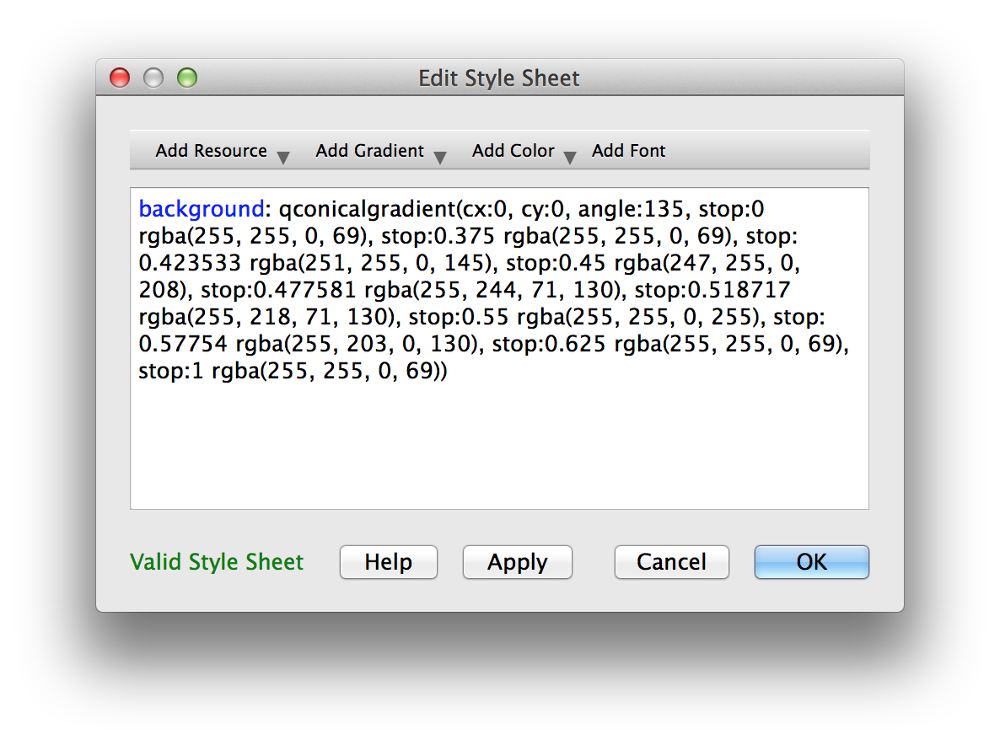 Edit Style Sheet
Add Resource Add Gradient Add Color Add Font
background: qconicalgradient(cx:0, cy:0, angle:135, stop:0
rgba(255, 255, 0, 69), stop:0.375 rgba(255, 255, 0, 69), stop:
0.423533 rgba(251, 255, 0, 145), stop:0.45 rgba(247, 255, 0,
208), stop:0.477581 rgba(255, 244, 71, 130), stop:0.518717
rgba(255, 218, 71, 130), stop:0.55 rgba(255, 255, 0, 255), stop:
0.57754 rgba(255, 203, 0, 130), stop:0.625 rgba(255, 255, 0, 69),
stop:1 rgba(255, 255, 0, 69))
Valid Style Sheet Help Apply Cancel OK